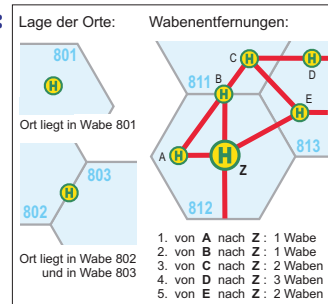 :
Lage der Orte:
801
H
Ort liegt in Wabe 801
803
H
802
Ort liegt in Wabe 802
und in Wabe 803
Wabenentfernungen:
C H H
D
811 B
H
E
H
813
A H H
Z
812
1. von A nach Z : 1 Wabe
2. von B nach Z : 1 Wabe
3. von C nach Z : 2 Waben
4. von D nach Z : 3 Waben
5. von E nach Z : 2 Waben